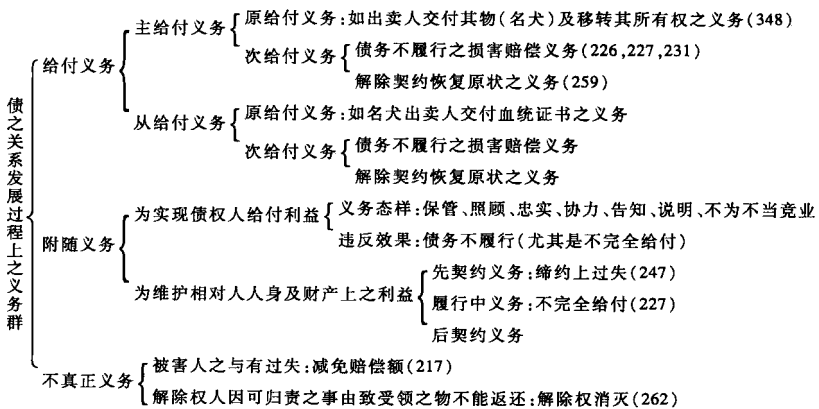 债之关系发展过程上之义务群
给付义务
主给付义务
原给付义务:如出卖人交付其物(名犬)及移转其所有权之义务(348)
次给付义务
债务不履行之损害赔偿义务(226,227,231)
解除契约恢复原状之义务(259)
从给付义务
原给付义务:如名犬出卖人交付血统证书之义务
次给付义务
债务不履行之损害赔偿义务
解除契约恢复原状之义务
附随义务
为实现债权人给付利益
义务态样:保管、照顾、忠实、协力、告知、说明、不为不当竞业
违反效果:债务不履行(尤其是不完全给付)
为维护相对人人身及财产上之利益
先契约义务:缔约上过失(247)
履行中义务:不完全给付(227)
后契约义务
不真正义务
被害人之与有过失:减免赔偿额(217)
解除权人因可归责之事由致受领之物不能返还:解除权消灭(262)